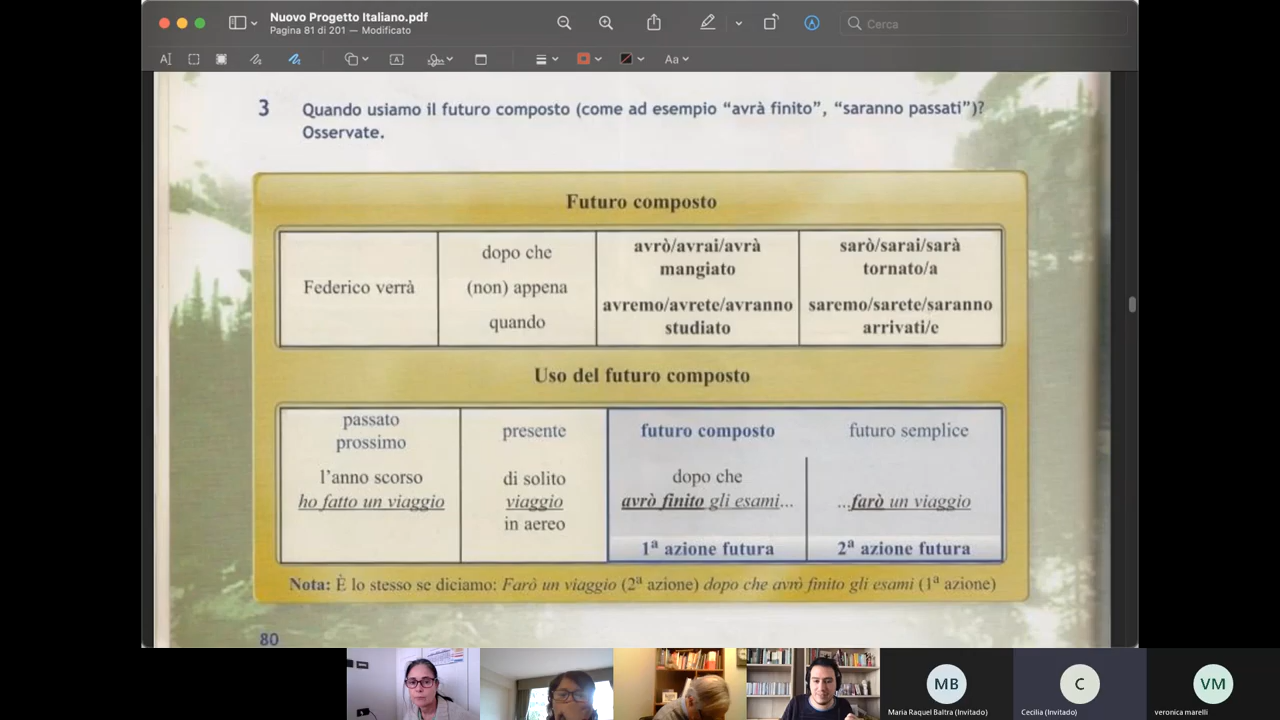 Nuovo Progetto Italiano.pdf
Pagina 81 di 201 — Modificato
Cerca
Aa
3 Quando usiamo il futuro composto (come ad esempio “avrà finito”, “saranno passati”)?
Osservate.
Futuro composto
Federico verrà
dopo che
(non) appena
quando
avrò/avrai/avrà
mangiato
avremo/avrete/avranno
studiato
sarò/sarai/sarà
tornato/a
saremo/sarete/saranno
arrivati/e
Uso del futuro composto
passato
prossimo
l’anno scorso
ho fatto un viaggio
presente
di solito
viaggio
in aereo
futuro composto
dopo che
avrò finito gli esami...
1ª azione futura
futuro semplice
...farò un viaggio
2ª azione futura
Nota: È lo stesso se diciamo: Farò un viaggio (2ª azione) dopo che avrò finito gli esami (1ª azione)
80
MB
Maria Raquel Baltra (Invitado)
C
Cecilia (Invitado)
VM
veronica marelli